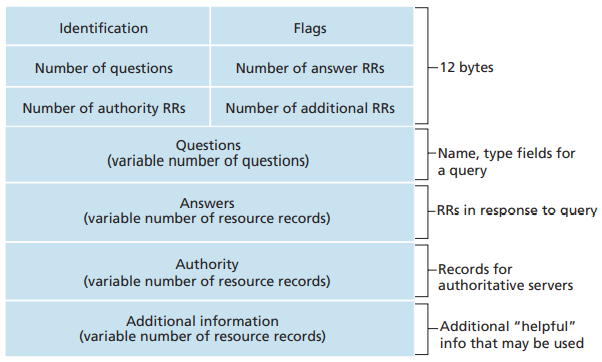 Identification Flags
Number of questions Number of answer RRs
12 bytes
Number of authority RRs Number of additional RRs
Questions
(variable number of questions)
Name, type fields for
a query
Answers
(variable number of resource records)
RRs in response to query
Authority
(variable number of resource records)
Records for
authoritative servers
Additional information
(variable number of resource records)
Additional “helpful”
info that may be used